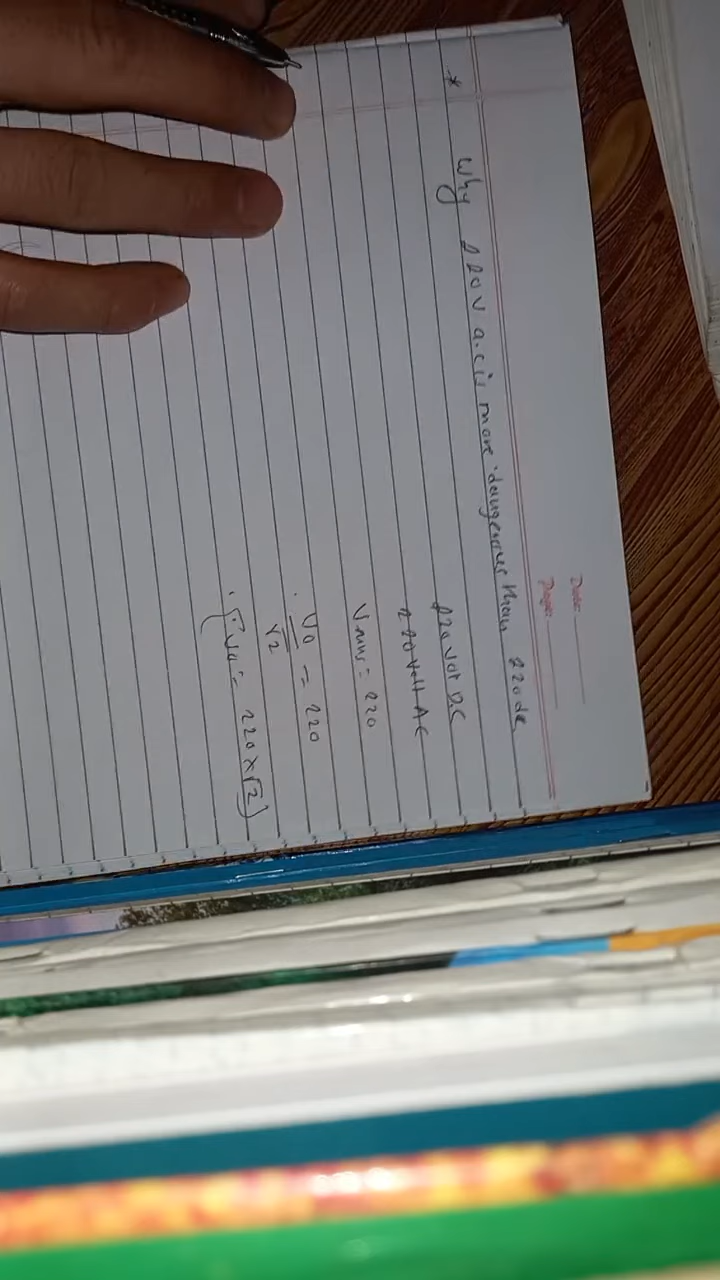 Date:
Page:
* Why 220 V a.c is more dangerous than 220 dc
220 Volt D.C
220 Volt AC
Vrms = 220
V0/√2 = 220
[∴ V0 = 220 × √2]